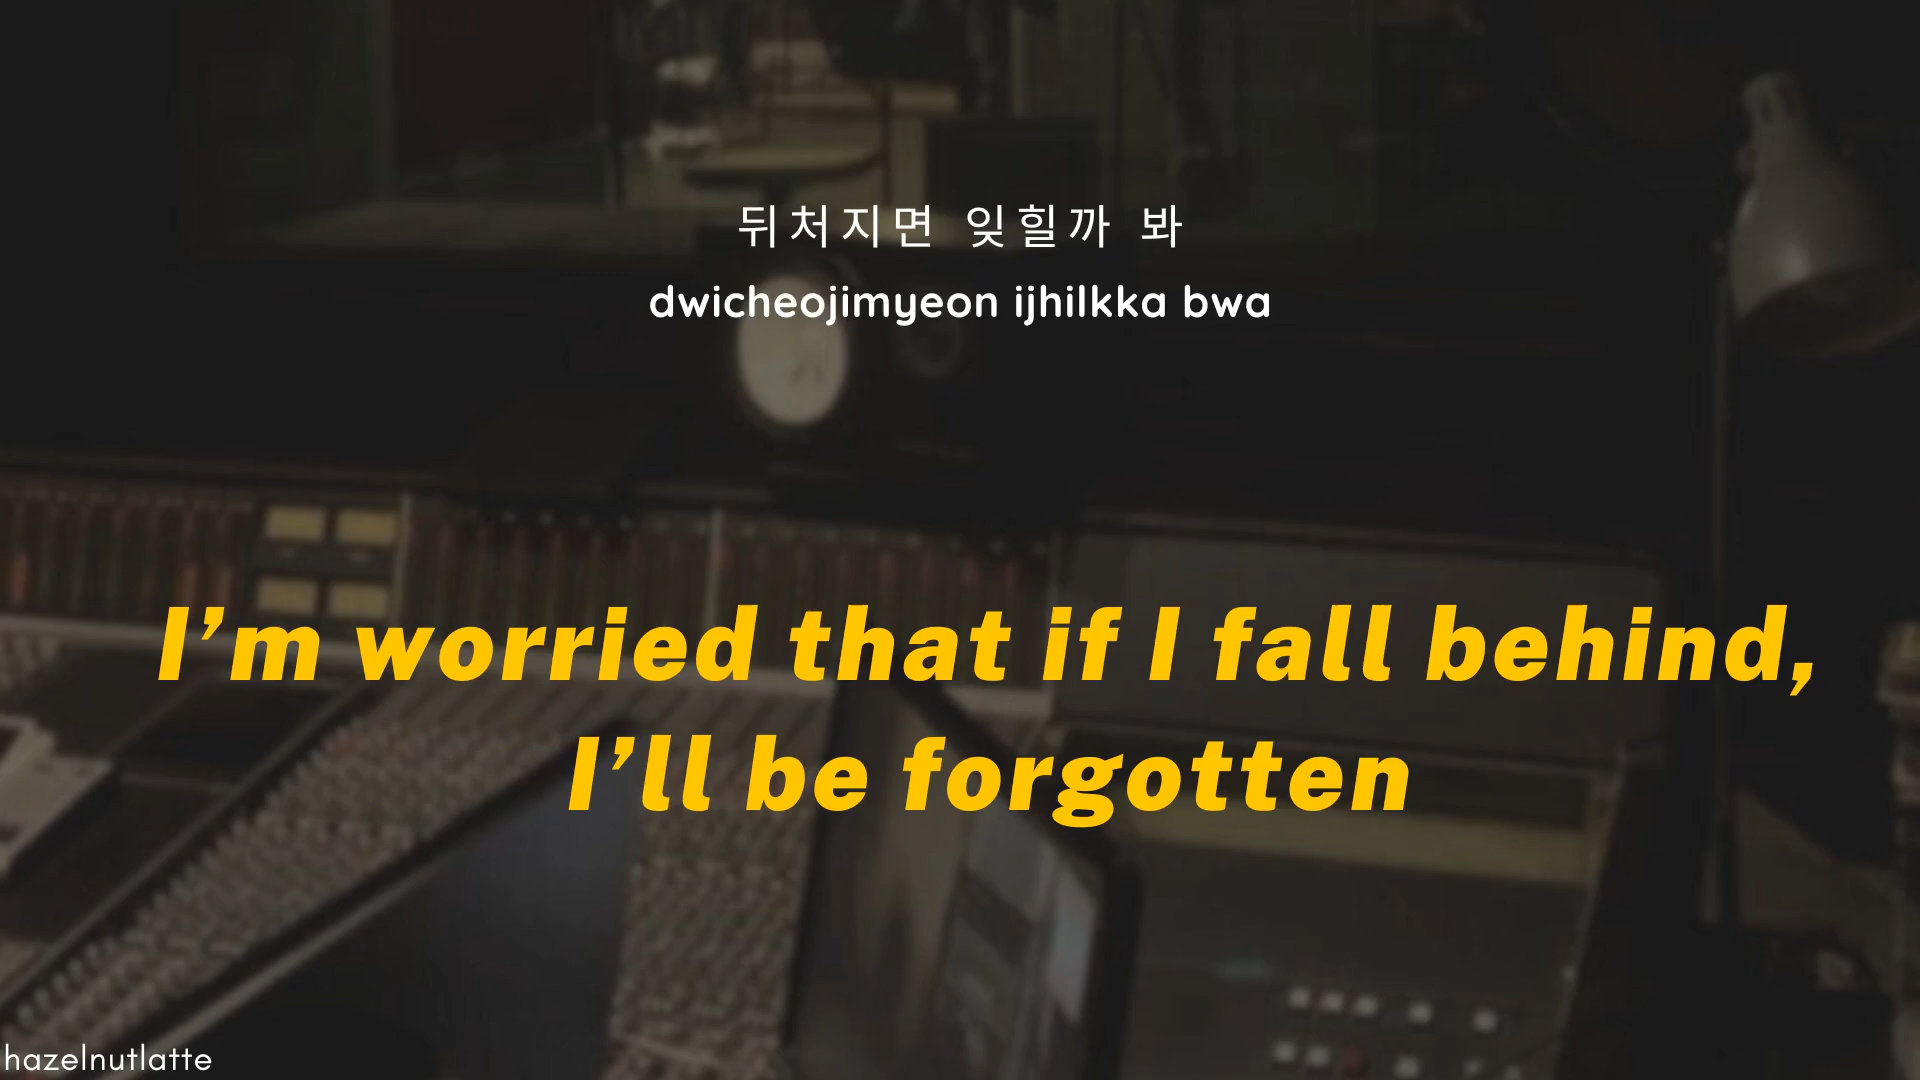 뒤처지면 잊힐까 봐
dwicheojimyeon ijhilkka bwa
I’m worried that if I fall behind,
I’ll be forgotten
hazelnutlatte